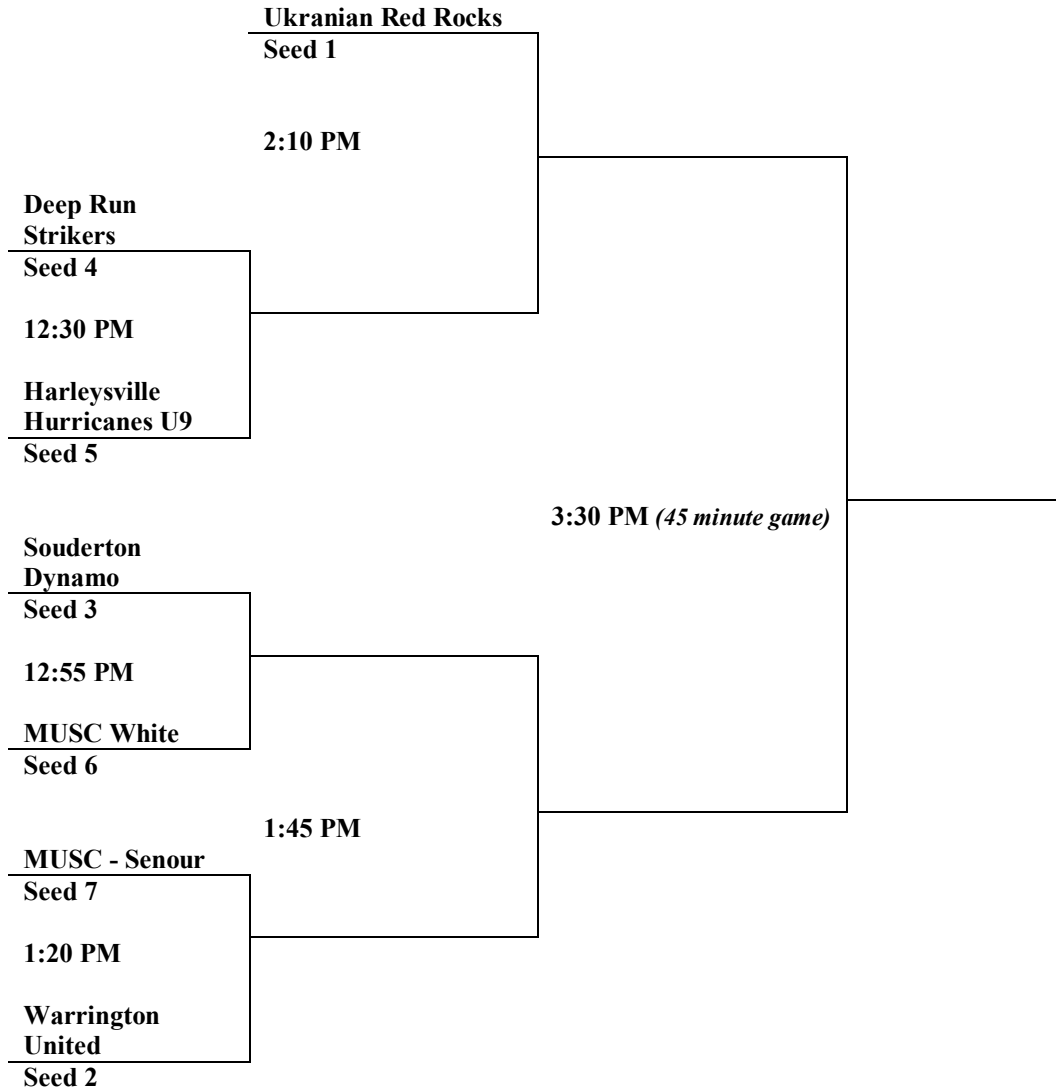 Ukranian Red Rocks
Seed 1
2:10 PM
Deep Run
Strikers
Seed 4
12:30 PM
Harleysville
Hurricanes U9
Seed 5
3:30 PM (45 minute game)
Souderton
Dynamo
Seed 3
12:55 PM
MUSC White
Seed 6
1:45 PM
MUSC - Senour
Seed 7
1:20 PM
Warrington
United
Seed 2